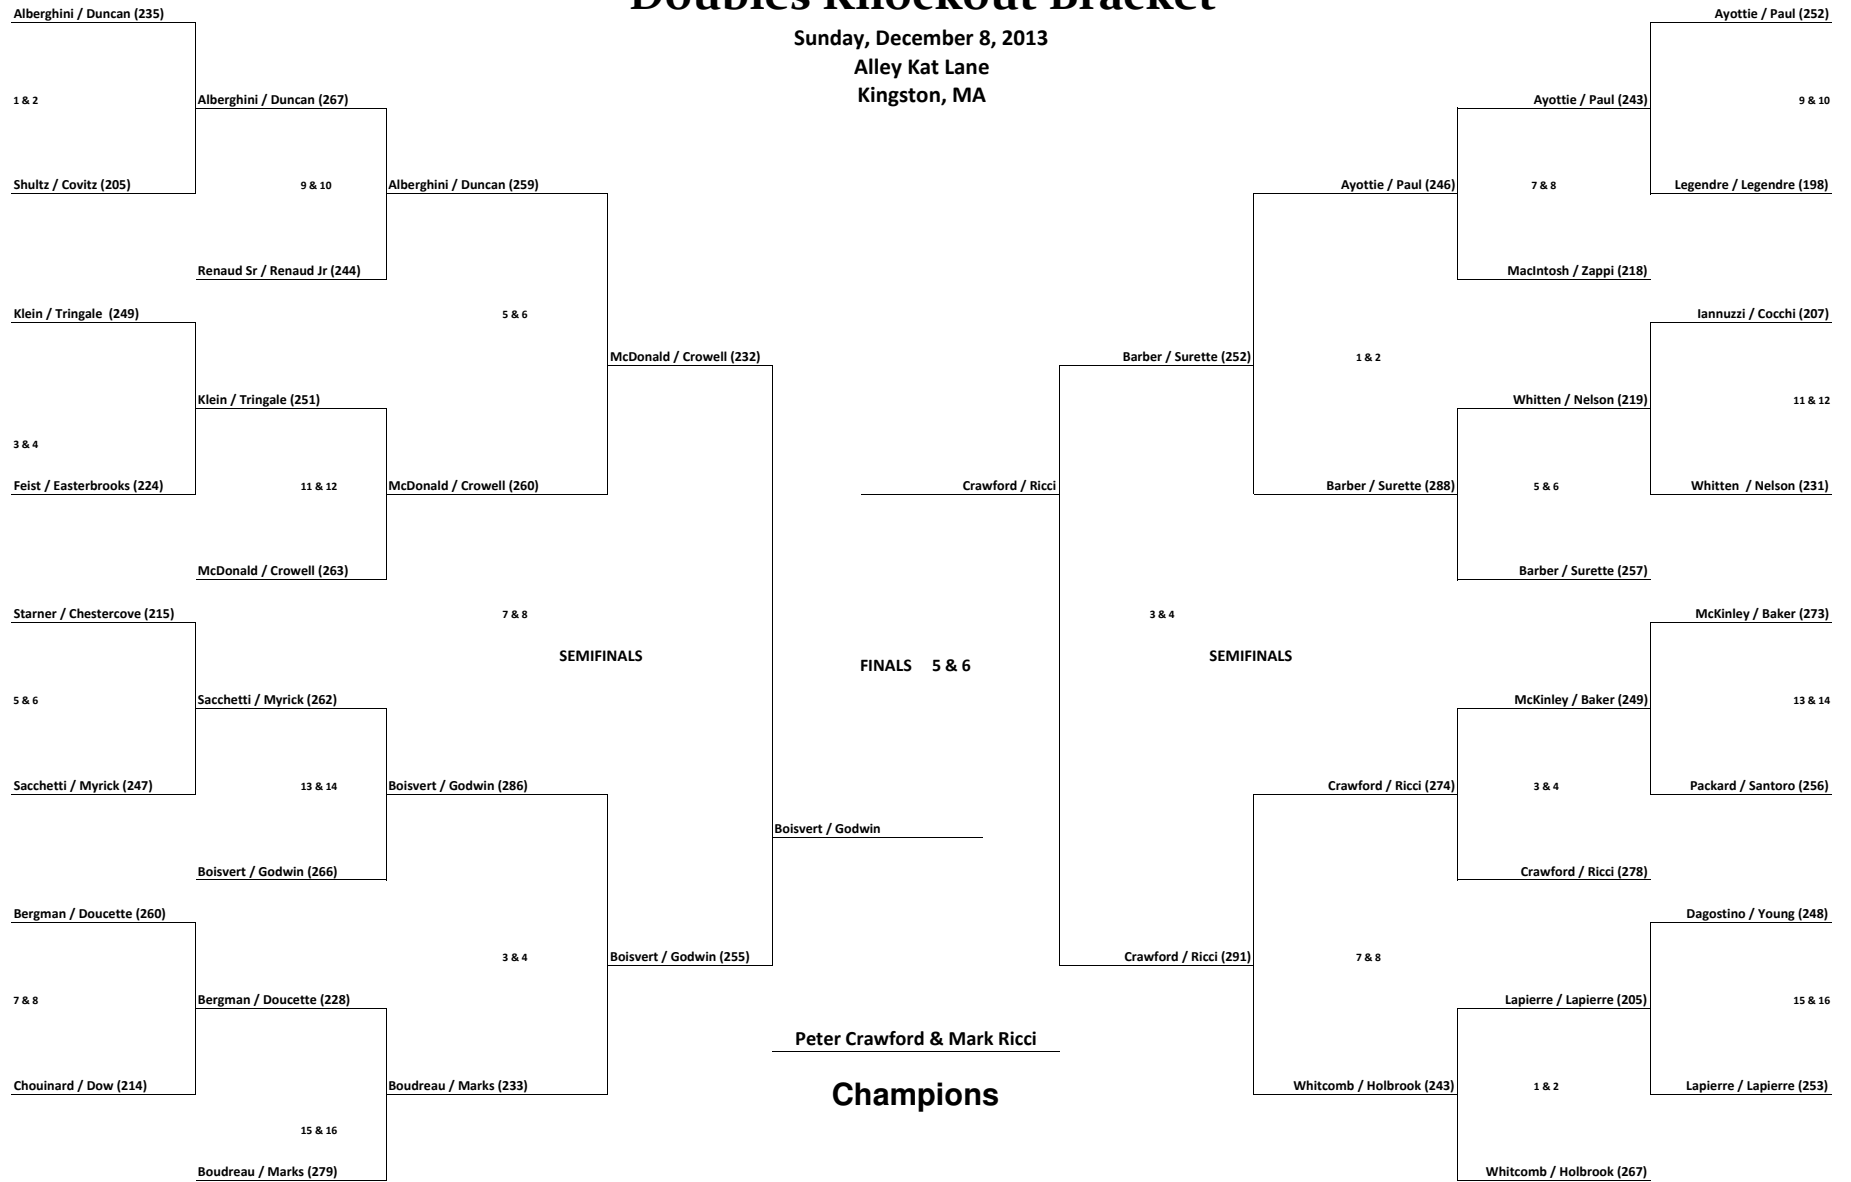 Doubles Knockout Bracket
Sunday, December 8, 2013
Alley Kat Lane
Kingston, MA
Alberghini / Duncan (235)
1 & 2
Shultz / Covitz (205)
Klein / Tringale (249)
3 & 4
Feist / Easterbrooks (224)
Starner / Chestercove (215)
5 & 6
Sacchetti / Myrick (247)
Bergman / Doucette (260)
7 & 8
Chouinard / Dow (214)
Alberghini / Duncan (267)
9 & 10
Renaud Sr / Renaud Jr (244)
Klein / Tringale (251)
11 & 12
McDonald / Crowell (263)
Sacchetti / Myrick (262)
13 & 14
Boisvert / Godwin (266)
Bergman / Doucette (228)
15 & 16
Boudreau / Marks (279)
Alberghini / Duncan (259)
5 & 6
McDonald / Crowell (260)
7 & 8
SEMIFINALS
Boisvert / Godwin (286)
3 & 4
Boudreau / Marks (233)
McDonald / Crowell (232)
Boisvert / Godwin (255)
Crawford / Ricci
FINALS 5 & 6
Boisvert / Godwin
Peter Crawford & Mark Ricci
Champions
Barber / Surette (252)
3 & 4
SEMIFINALS
Crawford / Ricci (291)
Ayottie / Paul (246)
1 & 2
Barber / Surette (288)
Crawford / Ricci (274)
7 & 8
Whitcomb / Holbrook (243)
Ayottie / Paul (243)
7 & 8
MacIntosh / Zappi (218)
Whitten / Nelson (219)
5 & 6
Barber / Surette (257)
McKinley / Baker (249)
3 & 4
Crawford / Ricci (278)
Lapierre / Lapierre (205)
1 & 2
Whitcomb / Holbrook (267)
Ayottie / Paul (252)
9 & 10
Legendre / Legendre (198)
Iannuzzi / Cocchi (207)
11 & 12
Whitten / Nelson (231)
McKinley / Baker (273)
13 & 14
Packard / Santoro (256)
Dagostino / Young (248)
15 & 16
Lapierre / Lapierre (253)